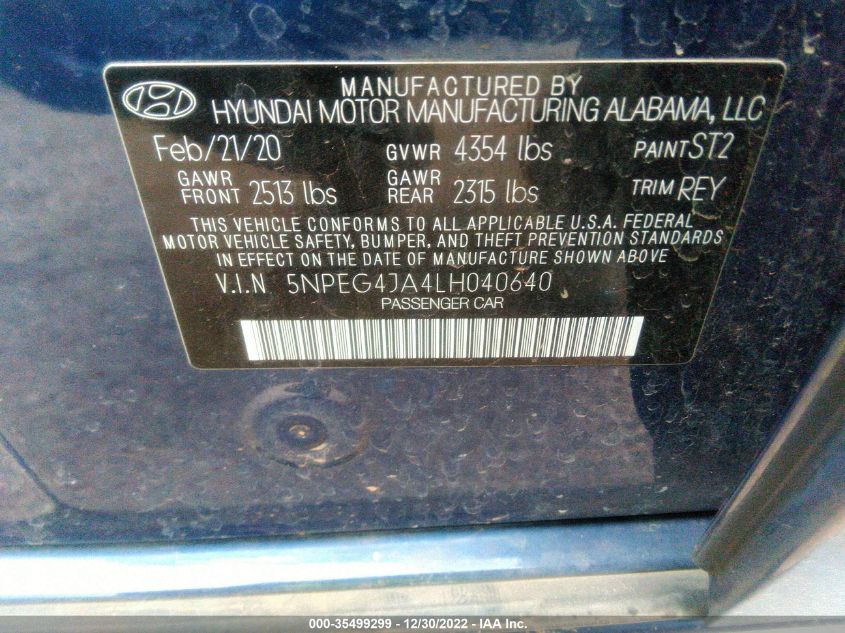 MANUFACTURED BY
HYUNDAI MOTOR MANUFACTURING ALABAMA, LLC
Feb/21/20 GVWR 4354 lbs PAINT ST2
GAWR FRONT 2513 lbs GAWR REAR 2315 lbs TRIM REY
THIS VEHICLE CONFORMS TO ALL APPLICABLE U.S.A. FEDERAL
MOTOR VEHICLE SAFETY, BUMPER, AND THEFT PREVENTION STANDARDS
IN EFFECT ON THE DATE OF MANUFACTURE SHOWN ABOVE
V.I.N 5NPEG4JA4LH040640
PASSENGER CAR
000-35499299 - 12/30/2022 - IAA Inc.